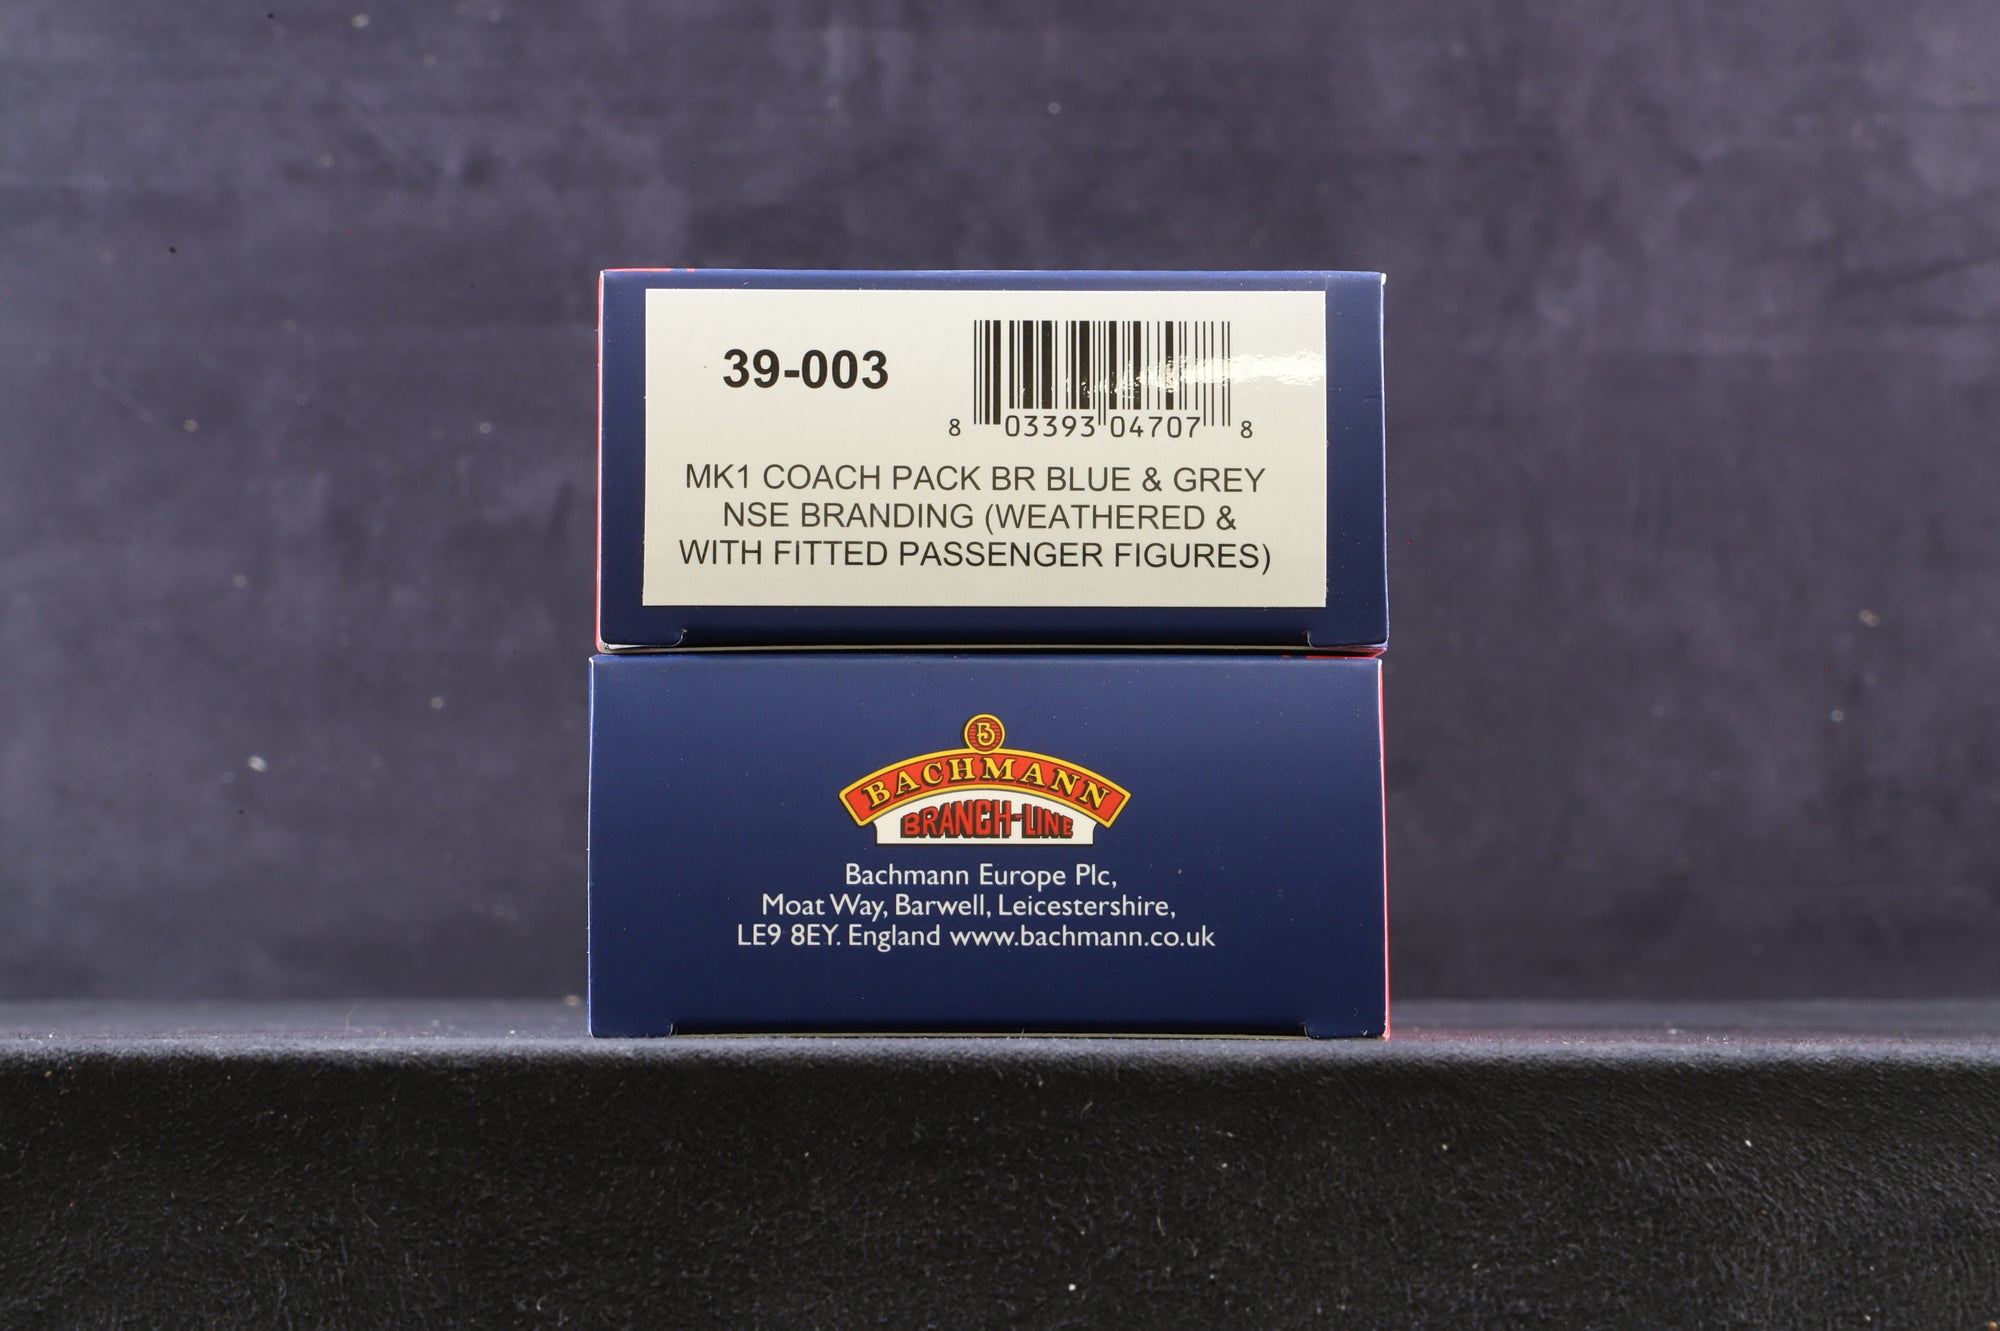 39-003
8 03393 04707 8
MK1 COACH PACK BR BLUE & GREY
NSE BRANDING (WEATHERED &
WITH FITTED PASSENGER FIGURES)
B
BACHMANN
BRANCH-LINE
Bachmann Europe Plc,
Moat Way, Barwell, Leicestershire,
LE9 8EY. England www.bachmann.co.uk